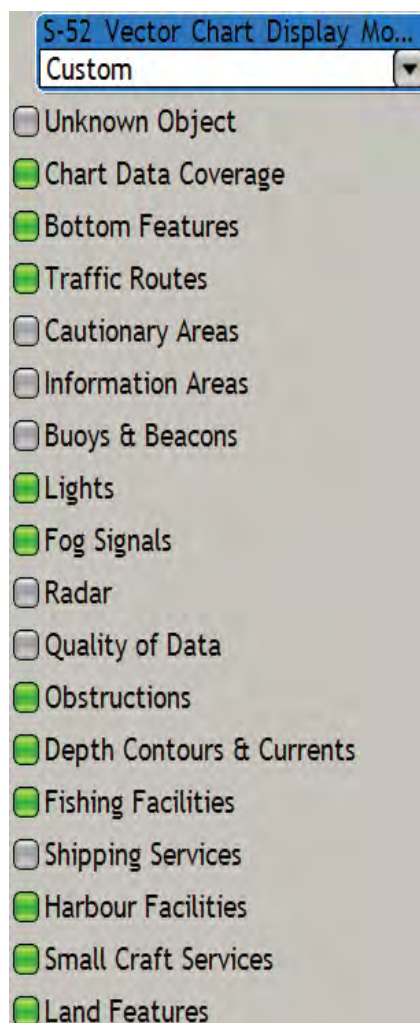 S-52 Vector Chart Display Mo...
Custom
Unknown Object
Chart Data Coverage
Bottom Features
Traffic Routes
Cautionary Areas
Information Areas
Buoys & Beacons
Lights
Fog Signals
Radar
Quality of Data
Obstructions
Depth Contours & Currents
Fishing Facilities
Shipping Services
Harbour Facilities
Small Craft Services
Land Features